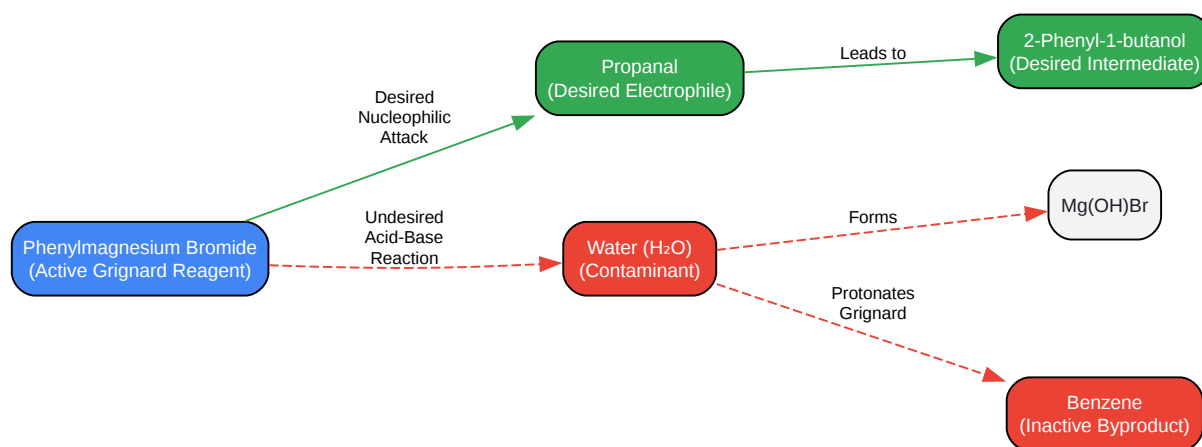 Propanal
(Desired Electrophile)
Leads to
2-Phenyl-1-butanol
(Desired Intermediate)
Desired
Nucleophilic
Attack
Phenylmagnesium Bromide
(Active Grignard Reagent)
Undesired
Acid-Base
Reaction
Water (H₂O)
(Contaminant)
Forms
Mg(OH)Br
Protonates
Grignard
Benzene
(Inactive Byproduct)